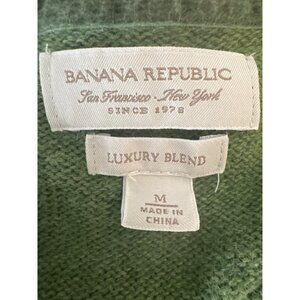 BANANA REPUBLIC
San Francisco - New York
SINCE 1978
LUXURY BLEND
M
MADE IN
CHINA